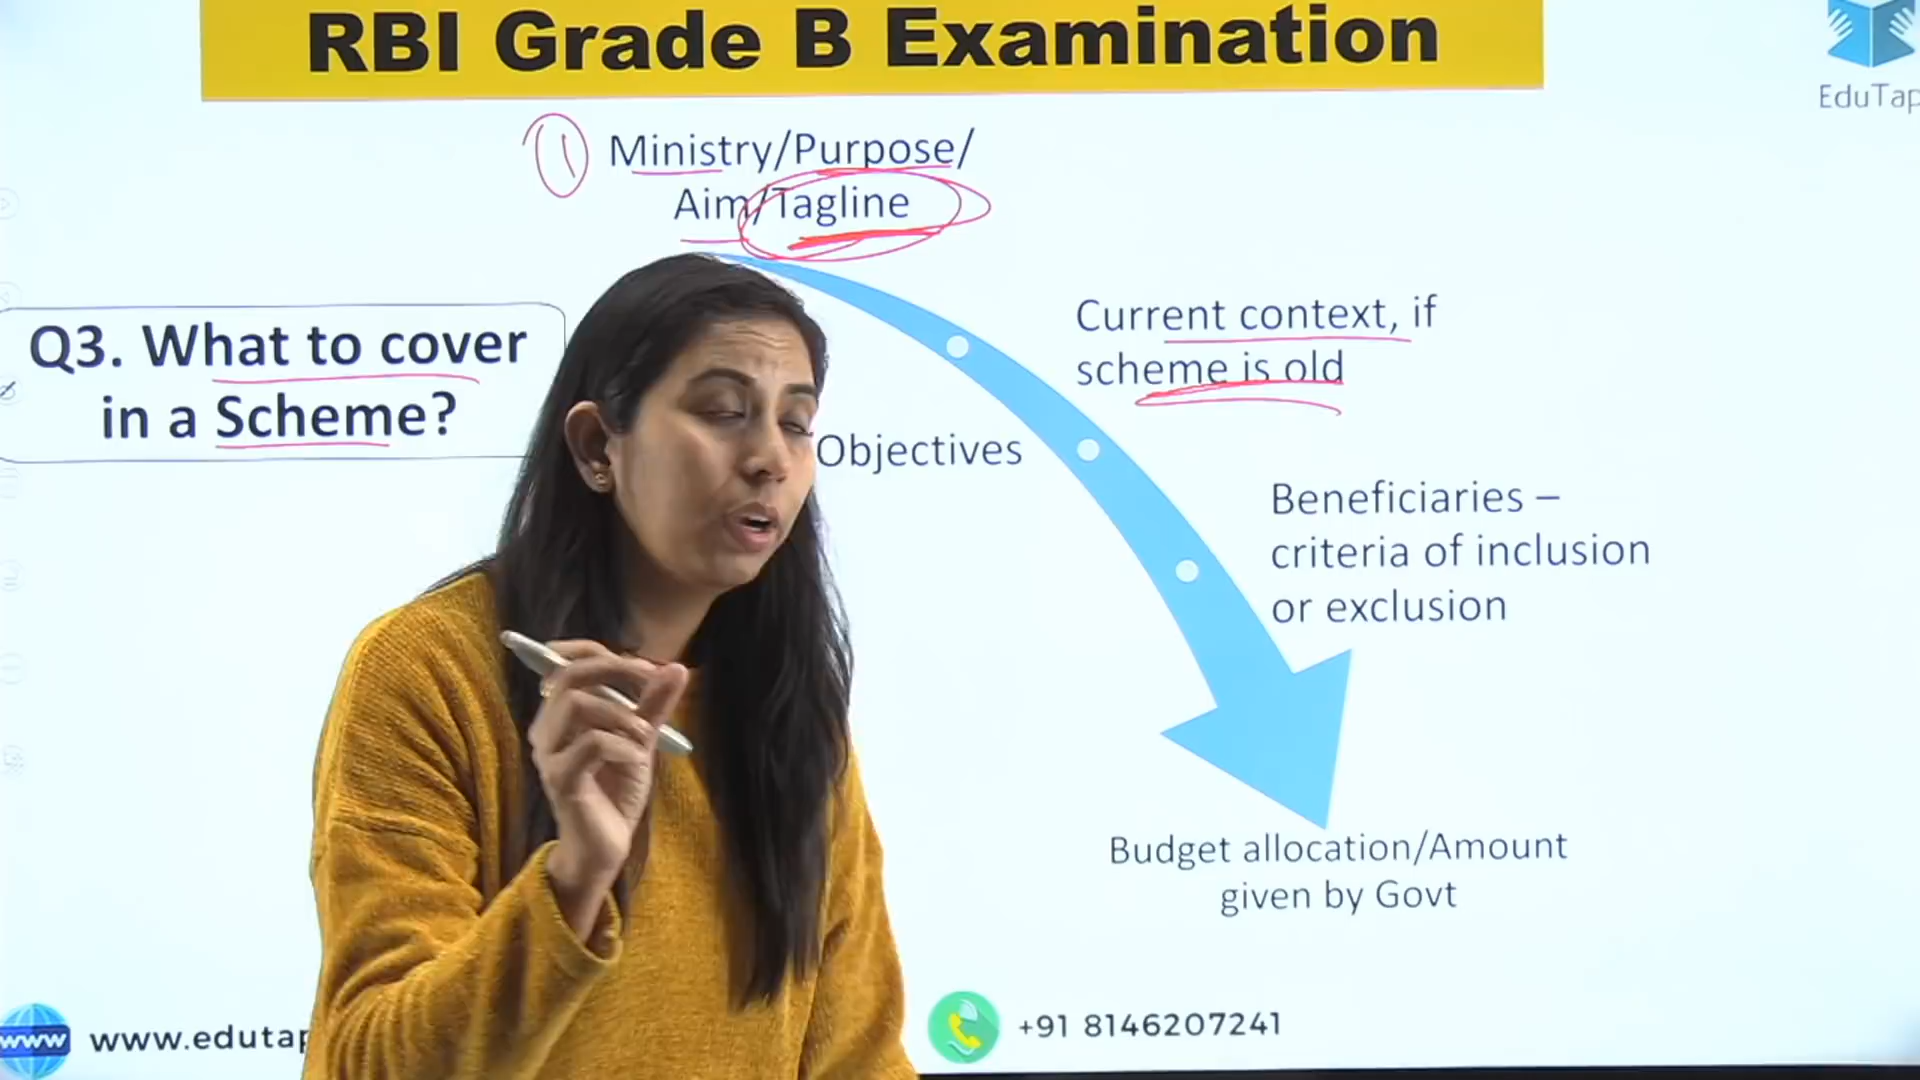 RBI Grade B Examination
EduTap
1 Ministry/Purpose/
Aim/Tagline
Q3. What to cover
in a Scheme?
Current context, if
scheme is old
Objectives
Beneficiaries –
criteria of inclusion
or exclusion
Budget allocation/Amount
given by Govt
www
www.edutap
+91 8146207241